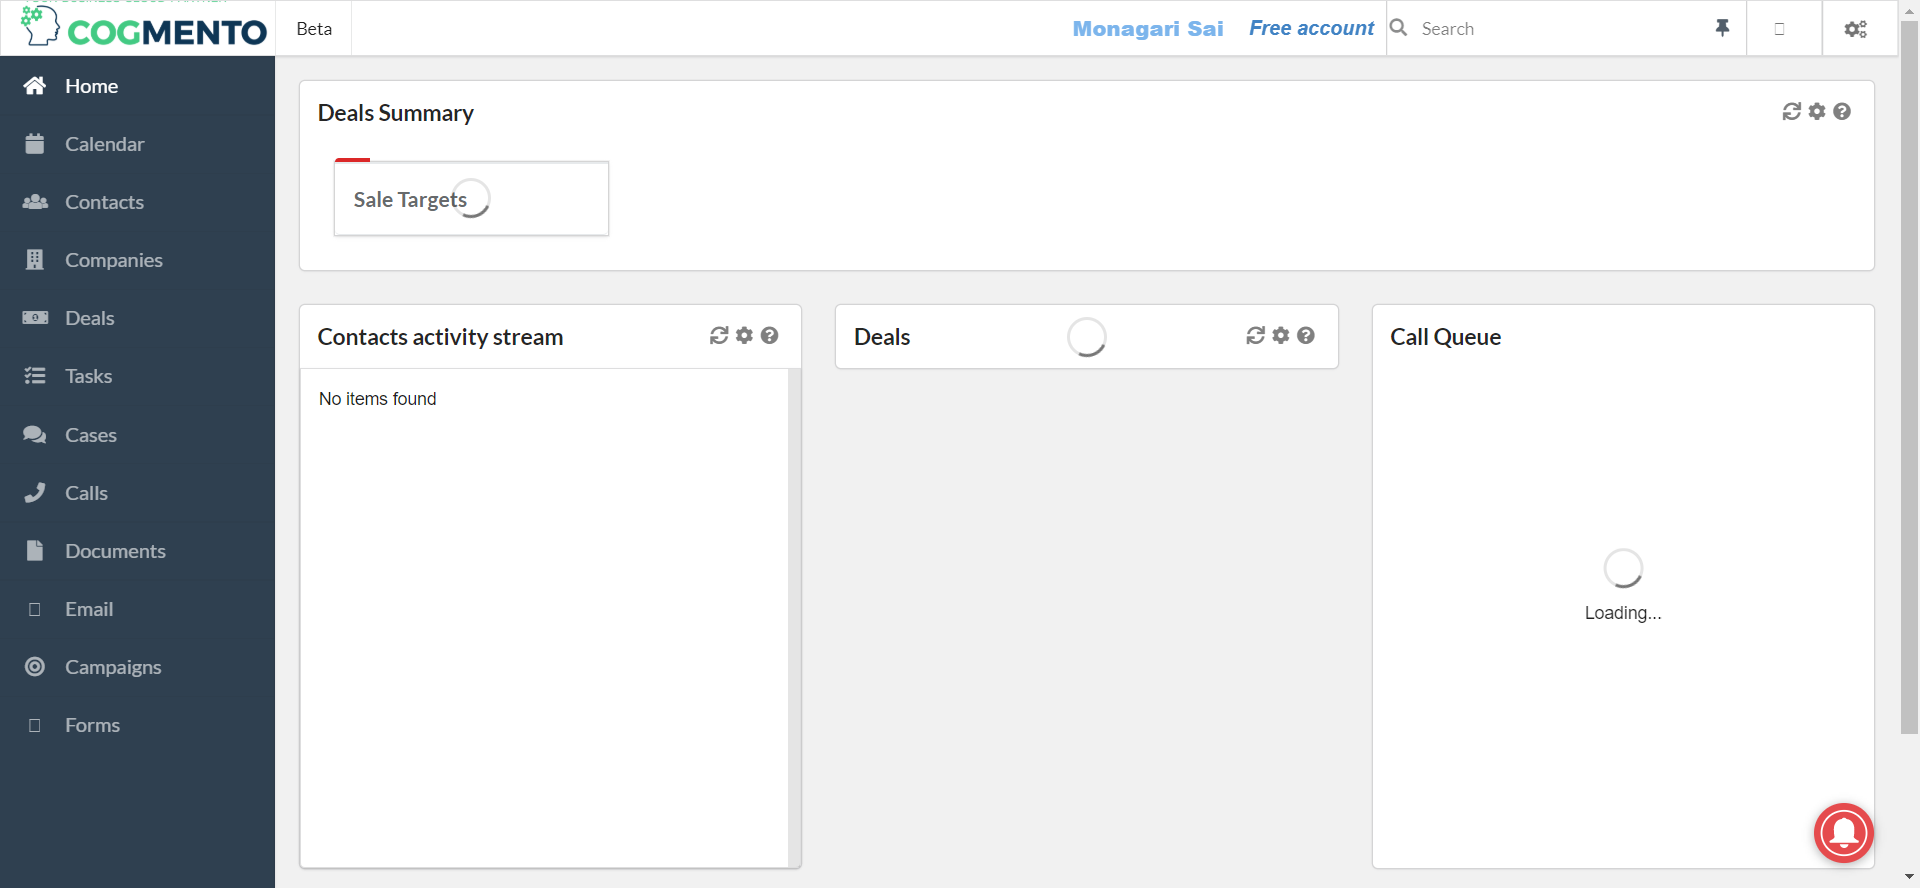 COGMENTO
Beta
Monagari Sai
Free account
Search
Home
Calendar
Contacts
Companies
Deals
Tasks
Cases
Calls
Documents
Email
Campaigns
Forms
Deals Summary
Sale Targets
Contacts activity stream
No items found
Deals
Call Queue
Loading...